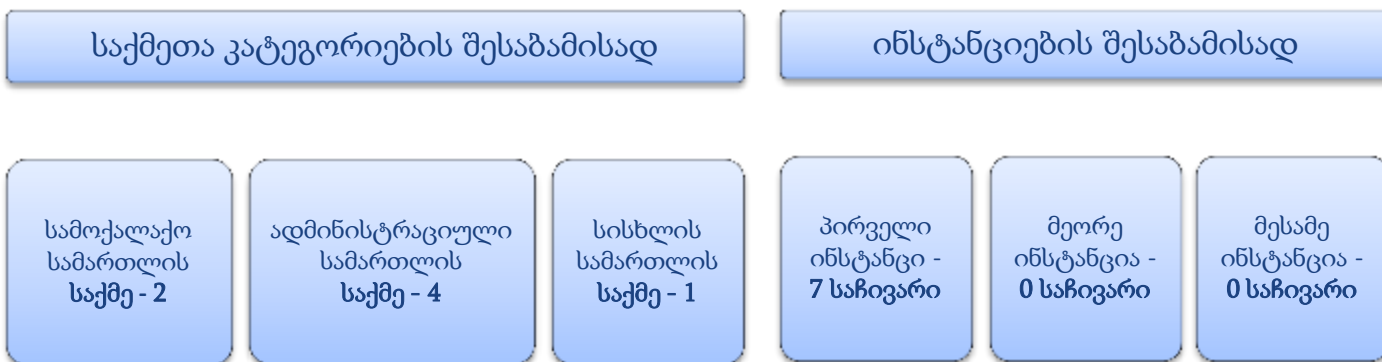 საქმეთა კატეგორიების შესაბამისად
ინსტანციების შესაბამისად
სამოქალაქო
სამართლის
საქმე - 2
ადმინისტრაციული
სამართლის
საქმე - 4
სისხლის
სამართლის
საქმე - 1
პირველი
ინსტანცი -
7 საჩივარი
მეორე
ინსტანცია -
0 საჩივარი
მესამე
ინსტანცია -
0 საჩივარი